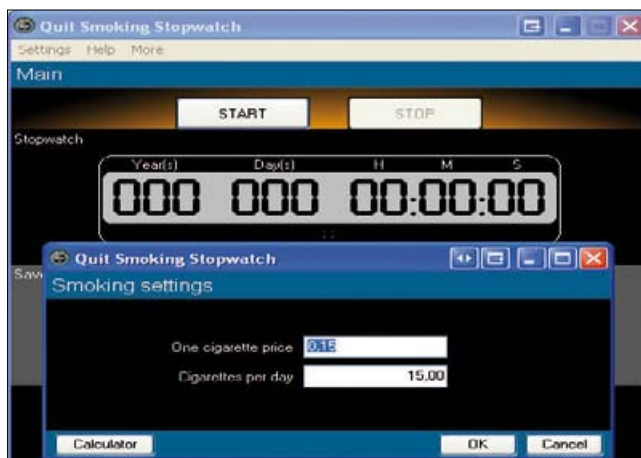 Quit Smoking Stopwatch
Settings Help More
Main
START STOP
Stopwatch
Year(s) Day(s) H M S
000 000 00:00:00
Save
Quit Smoking Stopwatch
Smoking settings
One cigarette price 0.15
Cigarettes per day 15.00
Calculator OK Cancel